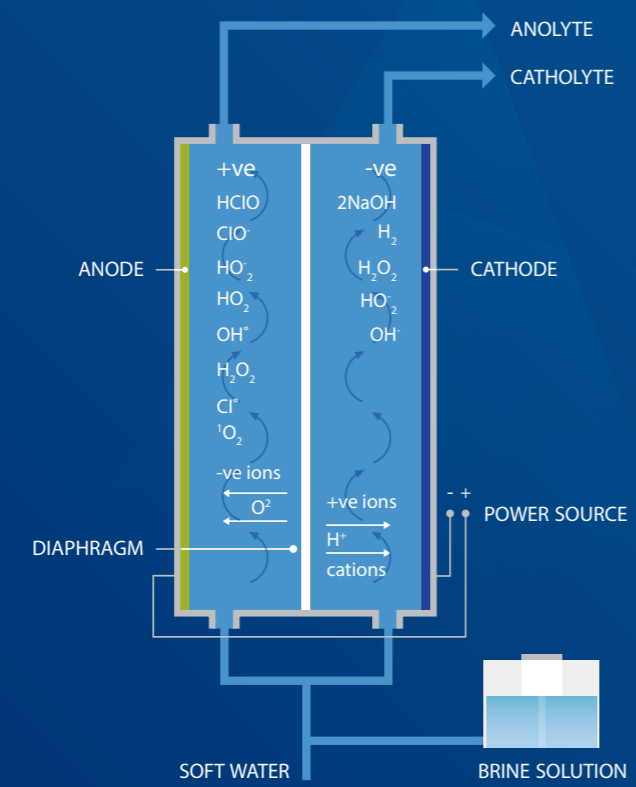 ANOLYTE
CATHOLYTE
+ve
HClO
ClO⁻
HO⁻₂
HO₂
OH°
H₂O₂
Cl°
¹O₂
-ve ions
O²
-ve
2NaOH
H₂
H₂O₂
HO⁻₂
OH⁻
+ve ions
H⁺
cations
ANODE
CATHODE
- +
POWER SOURCE
DIAPHRAGM
SOFT WATER
BRINE SOLUTION